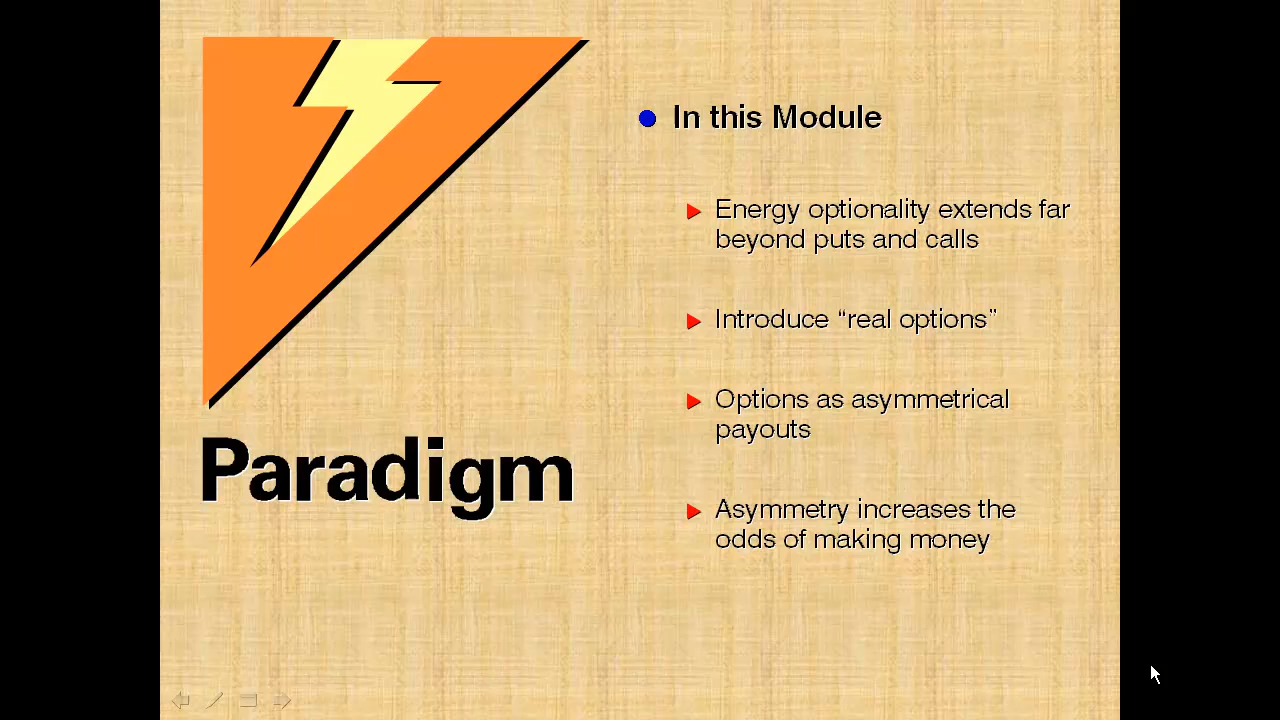 Paradigm
In this Module
Energy optionality extends far
beyond puts and calls
Introduce “real options”
Options as asymmetrical
payouts
Asymmetry increases the
odds of making money